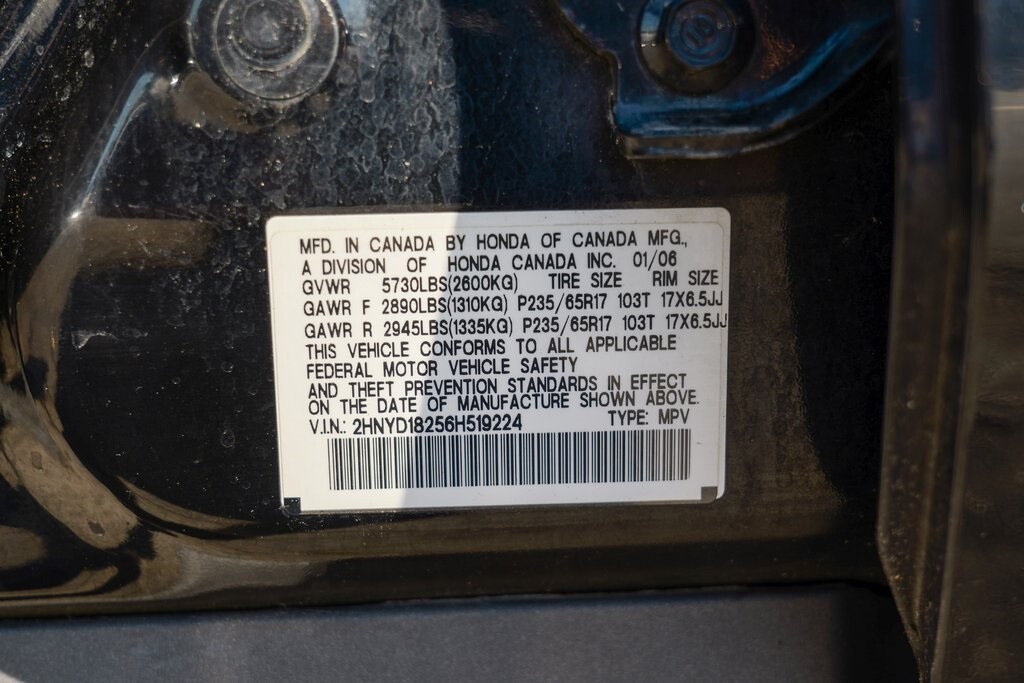 MFD. IN CANADA BY HONDA OF CANADA MFG.,
A DIVISION OF HONDA CANADA INC. 01/06
GVWR 5730LBS(2600KG) TIRE SIZE RIM SIZE
GAWR F 2890LBS(1310KG) P235/65R17 103T 17X6.5JJ
GAWR R 2945LBS(1335KG) P235/65R17 103T 17X6.5JJ
THIS VEHICLE CONFORMS TO ALL APPLICABLE
FEDERAL MOTOR VEHICLE SAFETY
AND THEFT PREVENTION STANDARDS IN EFFECT
ON THE DATE OF MANUFACTURE SHOWN ABOVE.
V.I.N.: 2HNYD18256H519224 TYPE: MPV